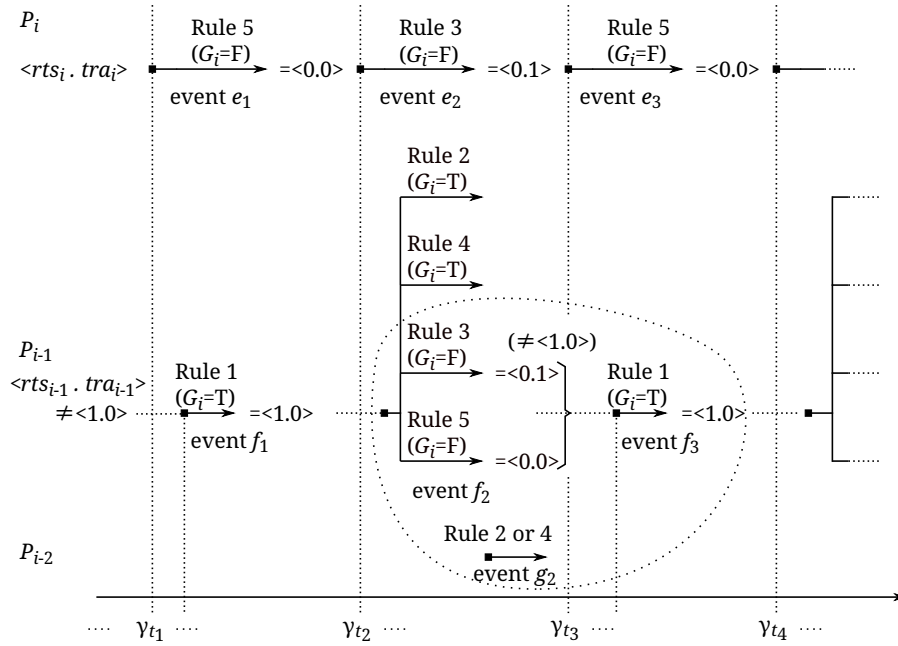 P_i
Rule 5
(G_i=F)
Rule 3
(G_i=F)
Rule 5
(G_i=F)
<rts_i . tra_i>
=<0.0>
=<0.1>
=<0.0>
event e_1
event e_2
event e_3
Rule 2
(G_i=T)
Rule 4
(G_i=T)
Rule 3
(G_i=F)
(≠<1.0>)
P_{i-1}
<rts_{i-1} . tra_{i-1}>
=<0.1>
Rule 1
(G_i=T)
Rule 1
(G_i=T)
≠<1.0>
=<1.0>
=<1.0>
Rule 5
(G_i=F)
event f_1
event f_3
=<0.0>
event f_2
Rule 2 or 4
P_{i-2}
event g_2
.... γ_{t_1} ....
γ_{t_2} ....
γ_{t_3} ....
γ_{t_4} ....